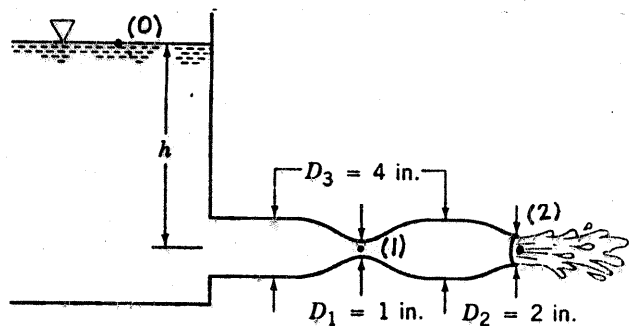 (0)
h
D₃ = 4 in.
(1)
(2)
D₁ = 1 in.
D₂ = 2 in.